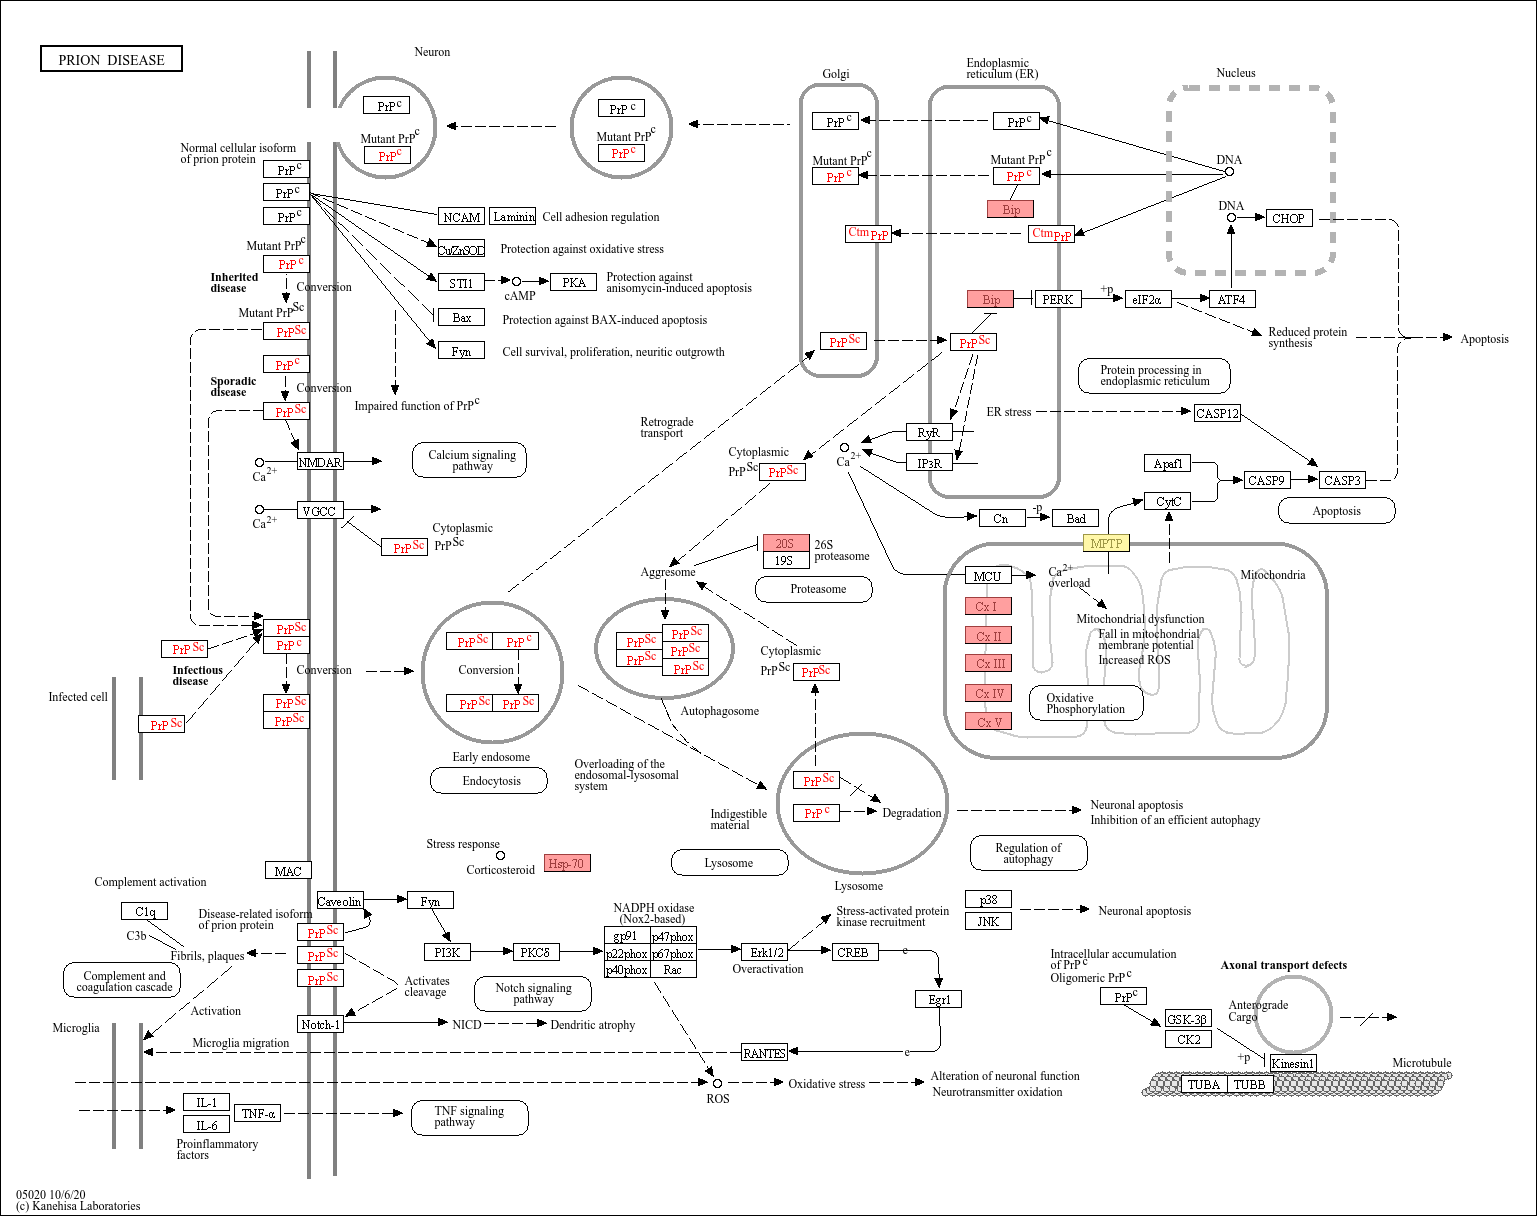 PRION DISEASE
Neuron
Golgi
Endoplasmic
reticulum (ER)
Nucleus
PrP c
Mutant PrP c
PrP c
PrP c
Mutant PrP c
PrP c
PrP c
Mutant PrP c
PrP c
Ctm PrP
PrP c
Mutant PrP c
PrP c
Bip
Ctm PrP
DNA
DNA
CHOP
Normal cellular isoform
of prion protein
PrP c
PrP c
PrP c
Mutant PrP c
PrP c
Inherited
disease
Conversion
Mutant PrP Sc
PrP Sc
PrP c
Sporadic
disease
Conversion
PrP Sc
NCAM
Laminin
Cell adhesion regulation
Cu/ZnSOD
Protection against oxidative stress
STI1
cAMP
PKA
Protection against
anisomycin-induced apoptosis
Bax
Protection against BAX-induced apoptosis
Fyn
Cell survival, proliferation, neuritic outgrowth
Impaired function of PrP c
Bip
PERK
+p
eIF2α
ATF4
Reduced protein
synthesis
Apoptosis
PrP Sc
PrP Sc
Protein processing in
endoplasmic reticulum
ER stress
CASP12
Retrograde
transport
RyR
IP3R
Ca 2+
Cytoplasmic
PrP Sc
PrP Sc
Calcium signaling
pathway
Ca 2+
NMDAR
Ca 2+
VGCC
Cytoplasmic
PrP Sc
PrP Sc
Apaf1
CytC
CASP9
CASP3
Apoptosis
Cn
-p
Bad
MPTP
20S
19S
26S
proteasome
Proteasome
Aggresome
MCU
Ca 2+
overload
Mitochondria
Cx I
Cx II
Cx III
Cx IV
Cx V
Mitochondrial dysfunction
Fall in mitochondrial
membrane potential
Increased ROS
Oxidative
Phosphorylation
PrP Sc
PrP Sc
PrP c
Infectious
disease
Conversion
Infected cell
PrP Sc
PrP Sc
PrP Sc
PrP Sc
PrP c
Conversion
PrP Sc
PrP Sc
Early endosome
Endocytosis
PrP Sc
PrP Sc
PrP Sc
PrP Sc
PrP Sc
Autophagosome
Cytoplasmic
PrP Sc
PrP Sc
Overloading of the
endosomal-lysosomal
system
Indigestible
material
PrP Sc
PrP c
Degradation
Lysosome
Lysosome
Neuronal apoptosis
Inhibition of an efficient autophagy
Regulation of
autophagy
Stress response
Corticosteroid
Hsp-70
MAC
Complement activation
C1q
C3b
Fibrils, plaques
Complement and
coagulation cascade
Disease-related isoform
of prion protein
Caveolin
PrP Sc
PrP Sc
PrP Sc
Fyn
PI3K
PKCδ
NADPH oxidase
(Nox2-based)
gp91
p47phox
p22phox
p67phox
p40phox
Rac
Erk1/2
Overactivation
Stress-activated protein
kinase recruitment
CREB
e
Egr1
e
RANTES
p38
JNK
Neuronal apoptosis
Activates
cleavage
Notch signaling
pathway
Activation
Notch-1
NICD
Dendritic atrophy
Microglia
Microglia migration
ROS
Oxidative stress
Alteration of neuronal function
Neurotransmitter oxidation
IL-1
IL-6
TNF-α
Proinflammatory
factors
TNF signaling
pathway
Intracellular accumulation
of PrP c
Oligomeric PrP c
PrP c
GSK-3β
CK2
+p
Axonal transport defects
Anterograde
Cargo
Kinesin1
Microtubule
TUBA
TUBB
05020 10/6/20
(c) Kanehisa Laboratories